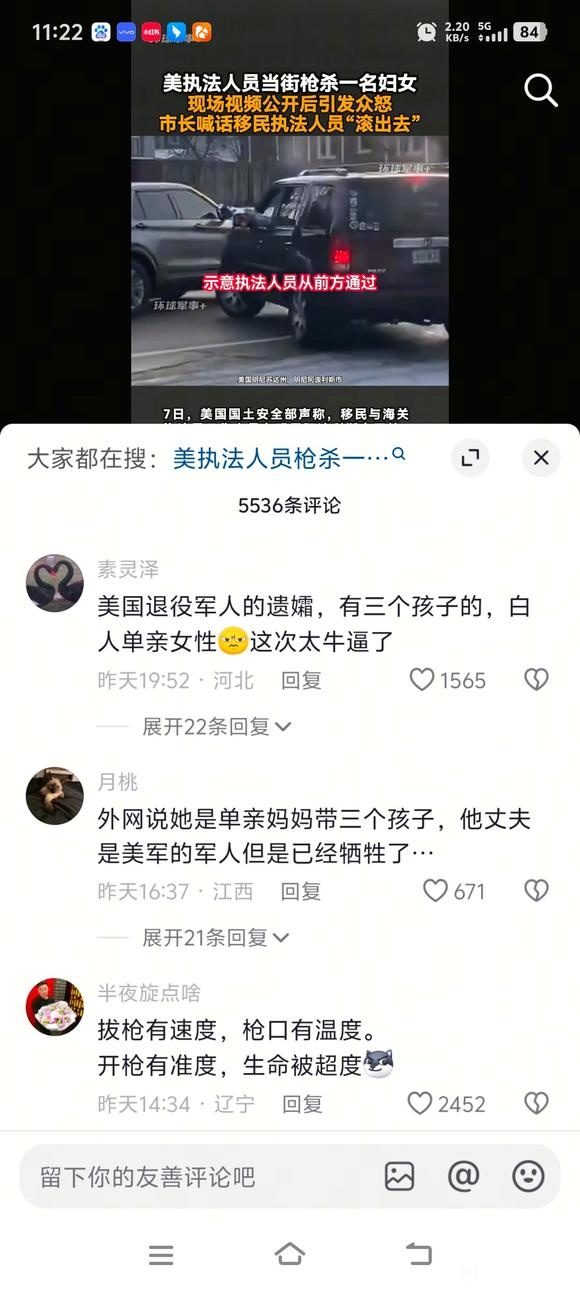 11:22
vivo
小红书
2.20
KB/s
5G
84
美执法人员当街枪杀一名妇女
现场视频公开后引发众怒
市长喊话移民执法人员“滚出去”
环球军事+
示意执法人员从前方通过
环球军事+
美国明尼苏达州，明尼阿波利斯市
7日，美国国土安全部声称，移民与海关
大家都在搜：美执法人员枪杀一…
5536条评论
素灵泽
美国退役军人的遗孀，有三个孩子的，白
人单亲女性😠这次太牛逼了
昨天19:52 · 河北 回复 1565
展开22条回复
月桃
外网说她是单亲妈妈带三个孩子，他丈夫
是美军的军人但是已经牺牲了…
昨天16:37 · 江西 回复 671
展开21条回复
半夜旋点啥
拔枪有速度，枪口有温度。
开枪有准度，生命被超度
昨天14:34 · 辽宁 回复 2452
留下你的友善评论吧